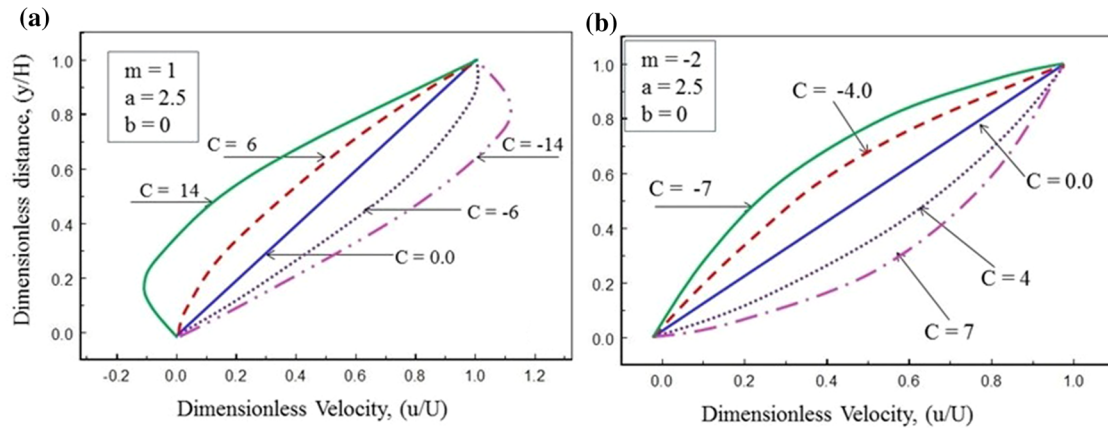 (a)
m = 1
a = 2.5
b = 0
1.0
0.8
0.6
0.4
0.2
0.0
C = 6
C = 14
C = -14
C = -6
C = 0.0
-0.2
0.0
0.2
0.4
0.6
0.8
1.0
1.2
Dimensionless distance, (y/H)
Dimensionless Velocity, (u/U)
(b)
m = -2
a = 2.5
b = 0
1.0
0.8
0.6
0.4
0.2
0.0
C = -4.0
C = -7
C = 0.0
C = 4
C = 7
0.0
0.2
0.4
0.6
0.8
1.0
Dimensionless Velocity, (u/U)